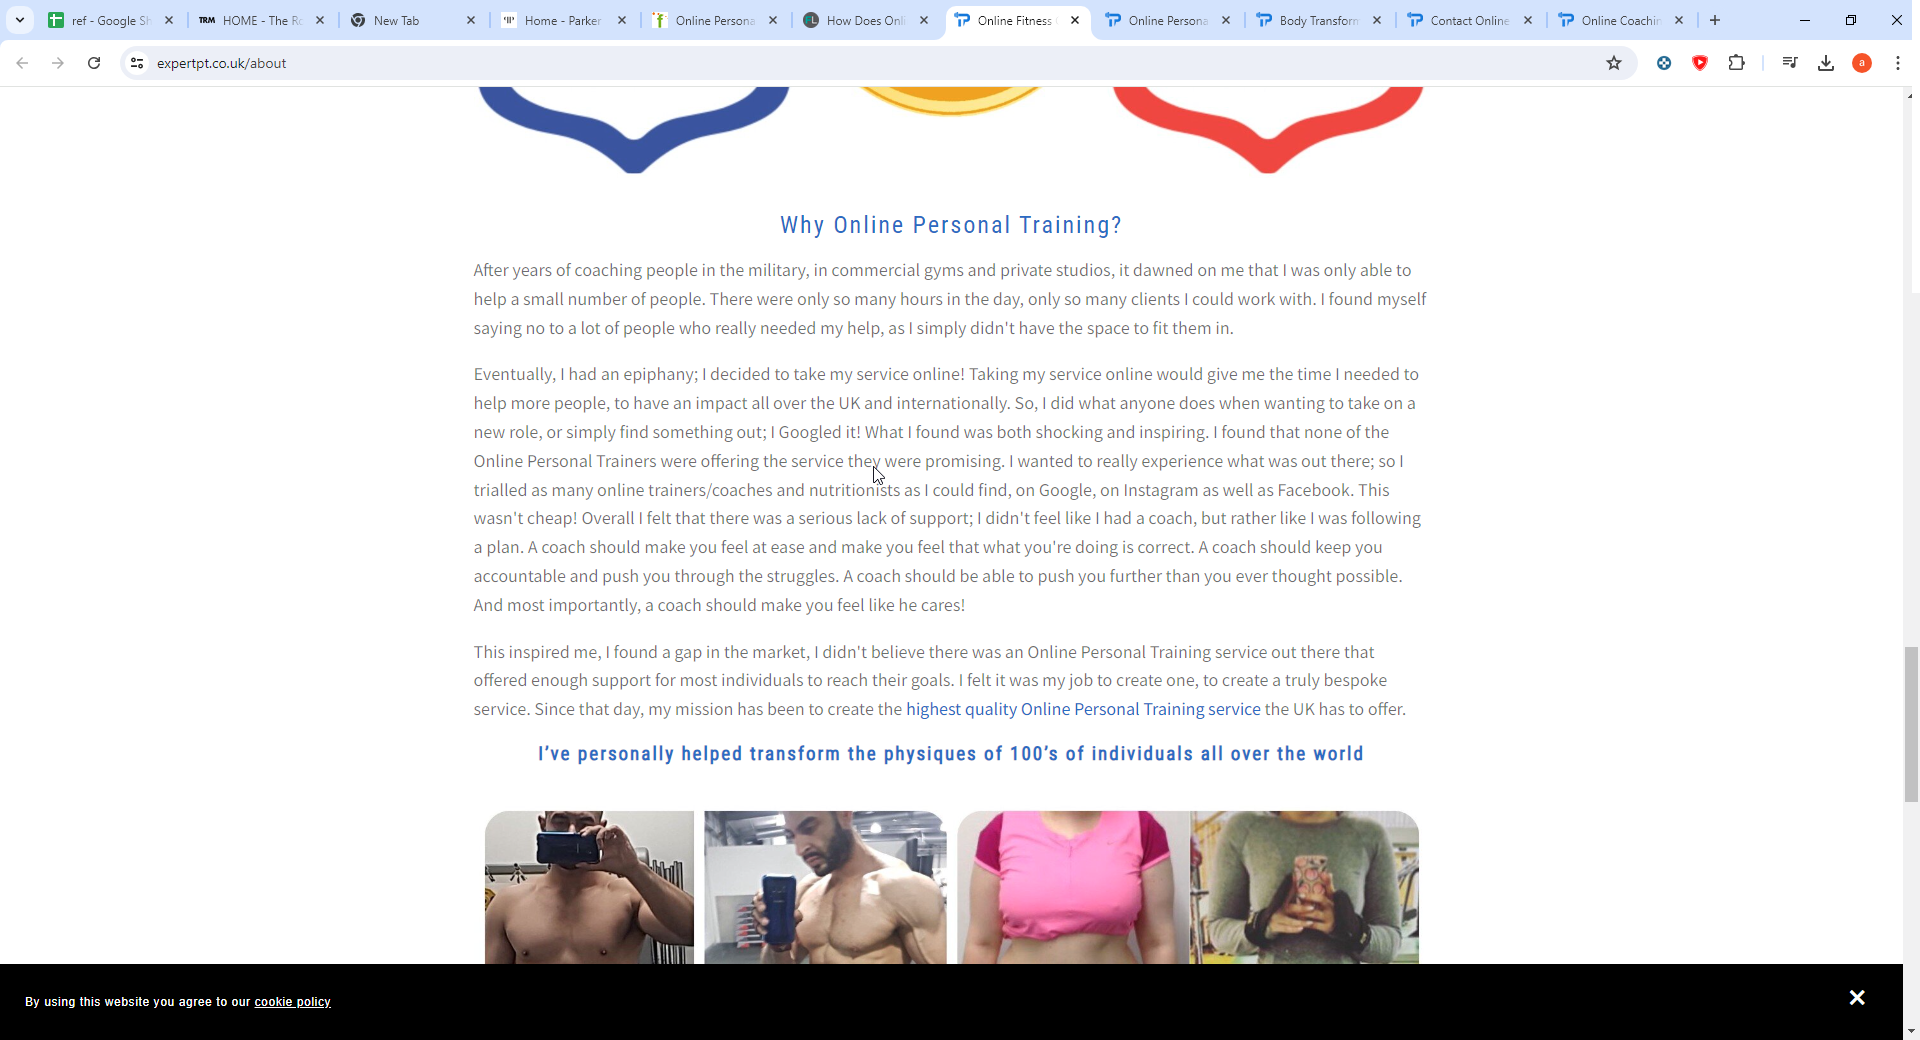 ref - Google Sh
TRM HOME - The Ro
New Tab
Home - Parker
Online Persona
How Does Onli
Online Fitness
Online Persona
Body Transform
Contact Online
Online Coachin
expertpt.co.uk/about
a
Why Online Personal Training?
After years of coaching people in the military, in commercial gyms and private studios, it dawned on me that I was only able to
help a small number of people. There were only so many hours in the day, only so many clients I could work with. I found myself
saying no to a lot of people who really needed my help, as I simply didn't have the space to fit them in.
Eventually, I had an epiphany; I decided to take my service online! Taking my service online would give me the time I needed to
help more people, to have an impact all over the UK and internationally. So, I did what anyone does when wanting to take on a
new role, or simply find something out; I Googled it! What I found was both shocking and inspiring. I found that none of the
Online Personal Trainers were offering the service they were promising. I wanted to really experience what was out there; so I
trialled as many online trainers/coaches and nutritionists as I could find, on Google, on Instagram as well as Facebook. This
wasn't cheap! Overall I felt that there was a serious lack of support; I didn't feel like I had a coach, but rather like I was following
a plan. A coach should make you feel at ease and make you feel that what you're doing is correct. A coach should keep you
accountable and push you through the struggles. A coach should be able to push you further than you ever thought possible.
And most importantly, a coach should make you feel like he cares!
This inspired me, I found a gap in the market, I didn't believe there was an Online Personal Training service out there that
offered enough support for most individuals to reach their goals. I felt it was my job to create one, to create a truly bespoke
service. Since that day, my mission has been to create the highest quality Online Personal Training service the UK has to offer.
I've personally helped transform the physiques of 100's of individuals all over the world
By using this website you agree to our cookie policy